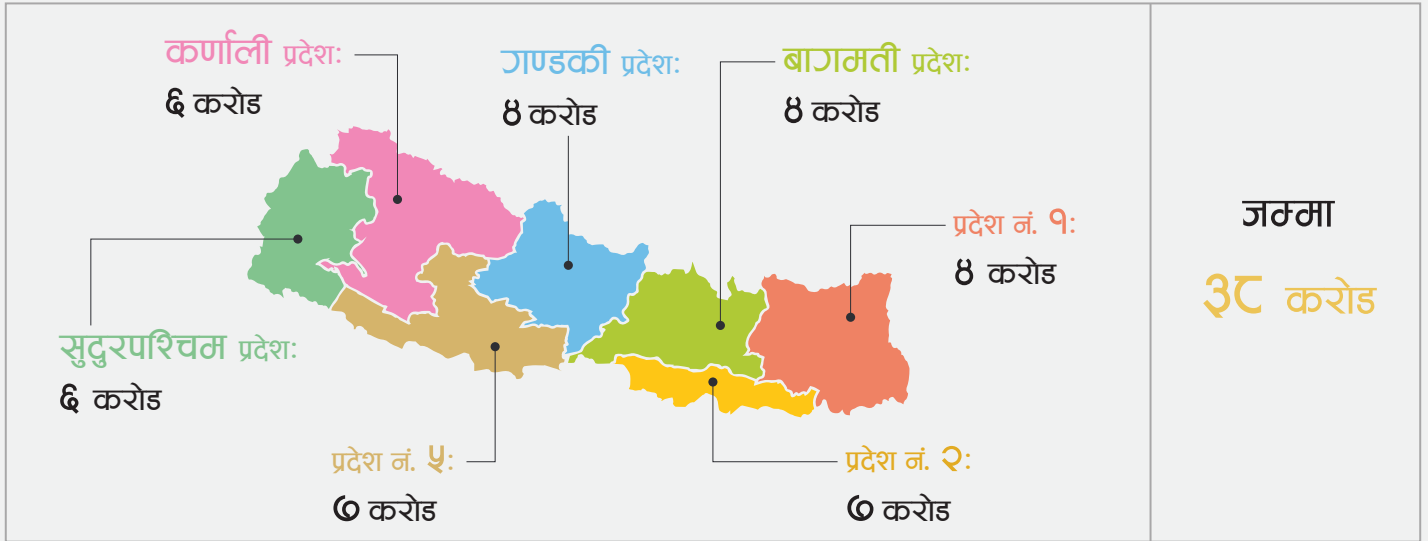 कर्णाली प्रदेश:
६ करोड
गण्डकी प्रदेश:
४ करोड
बागमती प्रदेश:
४ करोड
प्रदेश नं. १:
४ करोड
सुदुरपश्चिम प्रदेश:
६ करोड
प्रदेश नं. ५:
७ करोड
प्रदेश नं. २:
७ करोड
जम्मा
३८ करोड